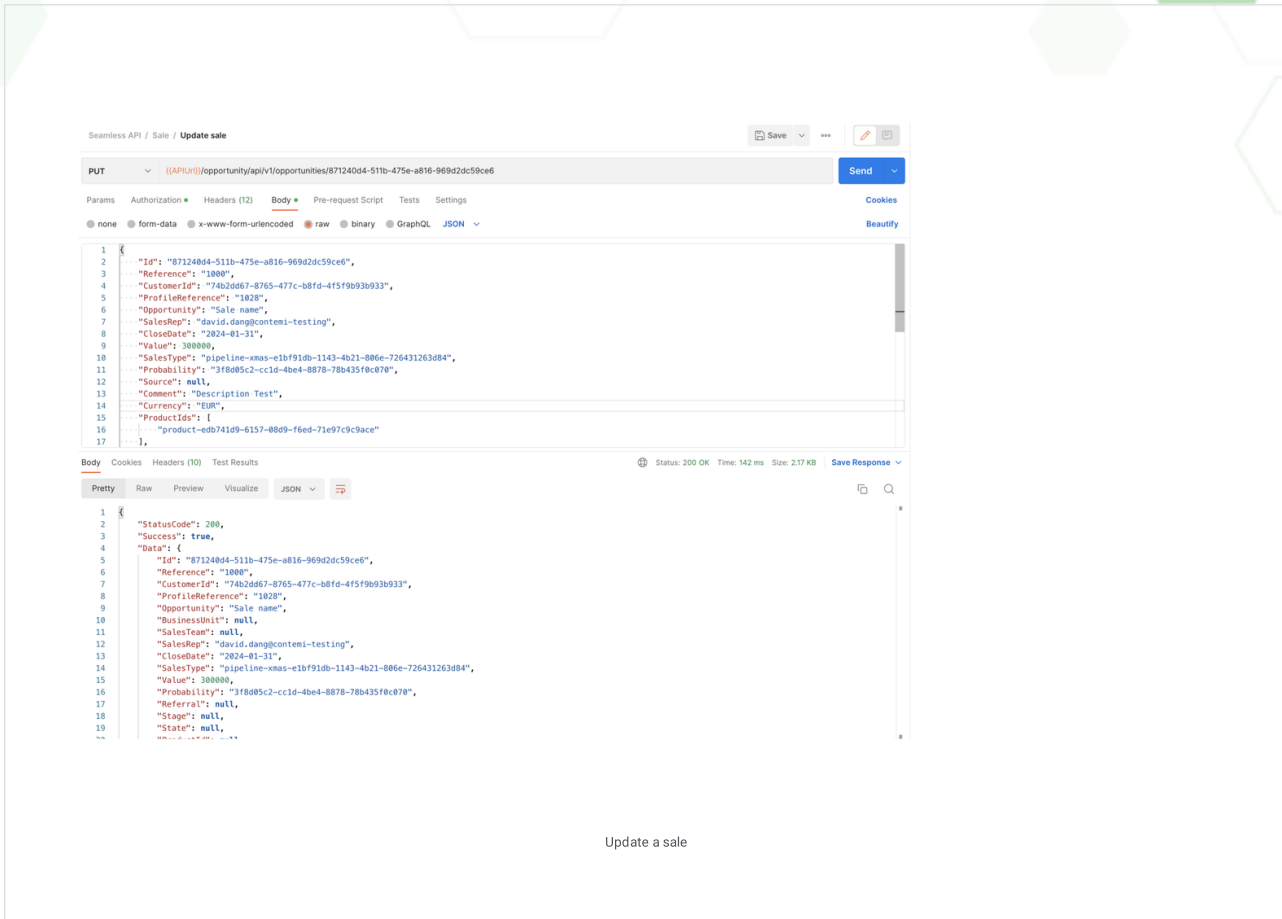 Seamless API / Sale / Update sale
Save
PUT
{{APIUrl}}/opportunity/api/v1/opportunities/871240d4-511b-475e-a816-969d2dc59ce6
Send
Params Authorization Headers (12) Body Pre-request Script Tests Settings Cookies
none form-data x-www-form-urlencoded raw binary GraphQL JSON Beautify
1 {
2 "Id": "871240d4-511b-475e-a816-969d2dc59ce6",
3 "Reference": "1000",
4 "CustomerId": "74b2dd67-8765-477c-b8fd-4f5f9b93b933",
5 "ProfileReference": "1028",
6 "Opportunity": "Sale name",
7 "SalesRep": "david.dang@contemi-testing",
8 "CloseDate": "2024-01-31",
9 "Value": 300000,
10 "SalesType": "pipeline-xmas-e1bf91db-1143-4b21-806e-726431263d84",
11 "Probability": "3f8d05c2-cc1d-4be4-8878-78b435f0c070",
12 "Source": null,
13 "Comment": "Description Test",
14 "Currency": "EUR",
15 "ProductIds": [
16 "product-edb741d9-6157-08d9-f6ed-71e97c9c9ace"
17 ],
Body Cookies Headers (10) Test Results Status: 200 OK Time: 142 ms Size: 2.17 KB Save Response
Pretty Raw Preview Visualize JSON
1 {
2 "StatusCode": 200,
3 "Success": true,
4 "Data": {
5 "Id": "871240d4-511b-475e-a816-969d2dc59ce6",
6 "Reference": "1000",
7 "CustomerId": "74b2dd67-8765-477c-b8fd-4f5f9b93b933",
8 "ProfileReference": "1028",
9 "Opportunity": "Sale name",
10 "BusinessUnit": null,
11 "SalesTeam": null,
12 "SalesRep": "david.dang@contemi-testing",
13 "CloseDate": "2024-01-31",
14 "SalesType": "pipeline-xmas-e1bf91db-1143-4b21-806e-726431263d84",
15 "Value": 300000,
16 "Probability": "3f8d05c2-cc1d-4be4-8878-78b435f0c070",
17 "Referral": null,
18 "Stage": null,
19 "State": null,
Update a sale